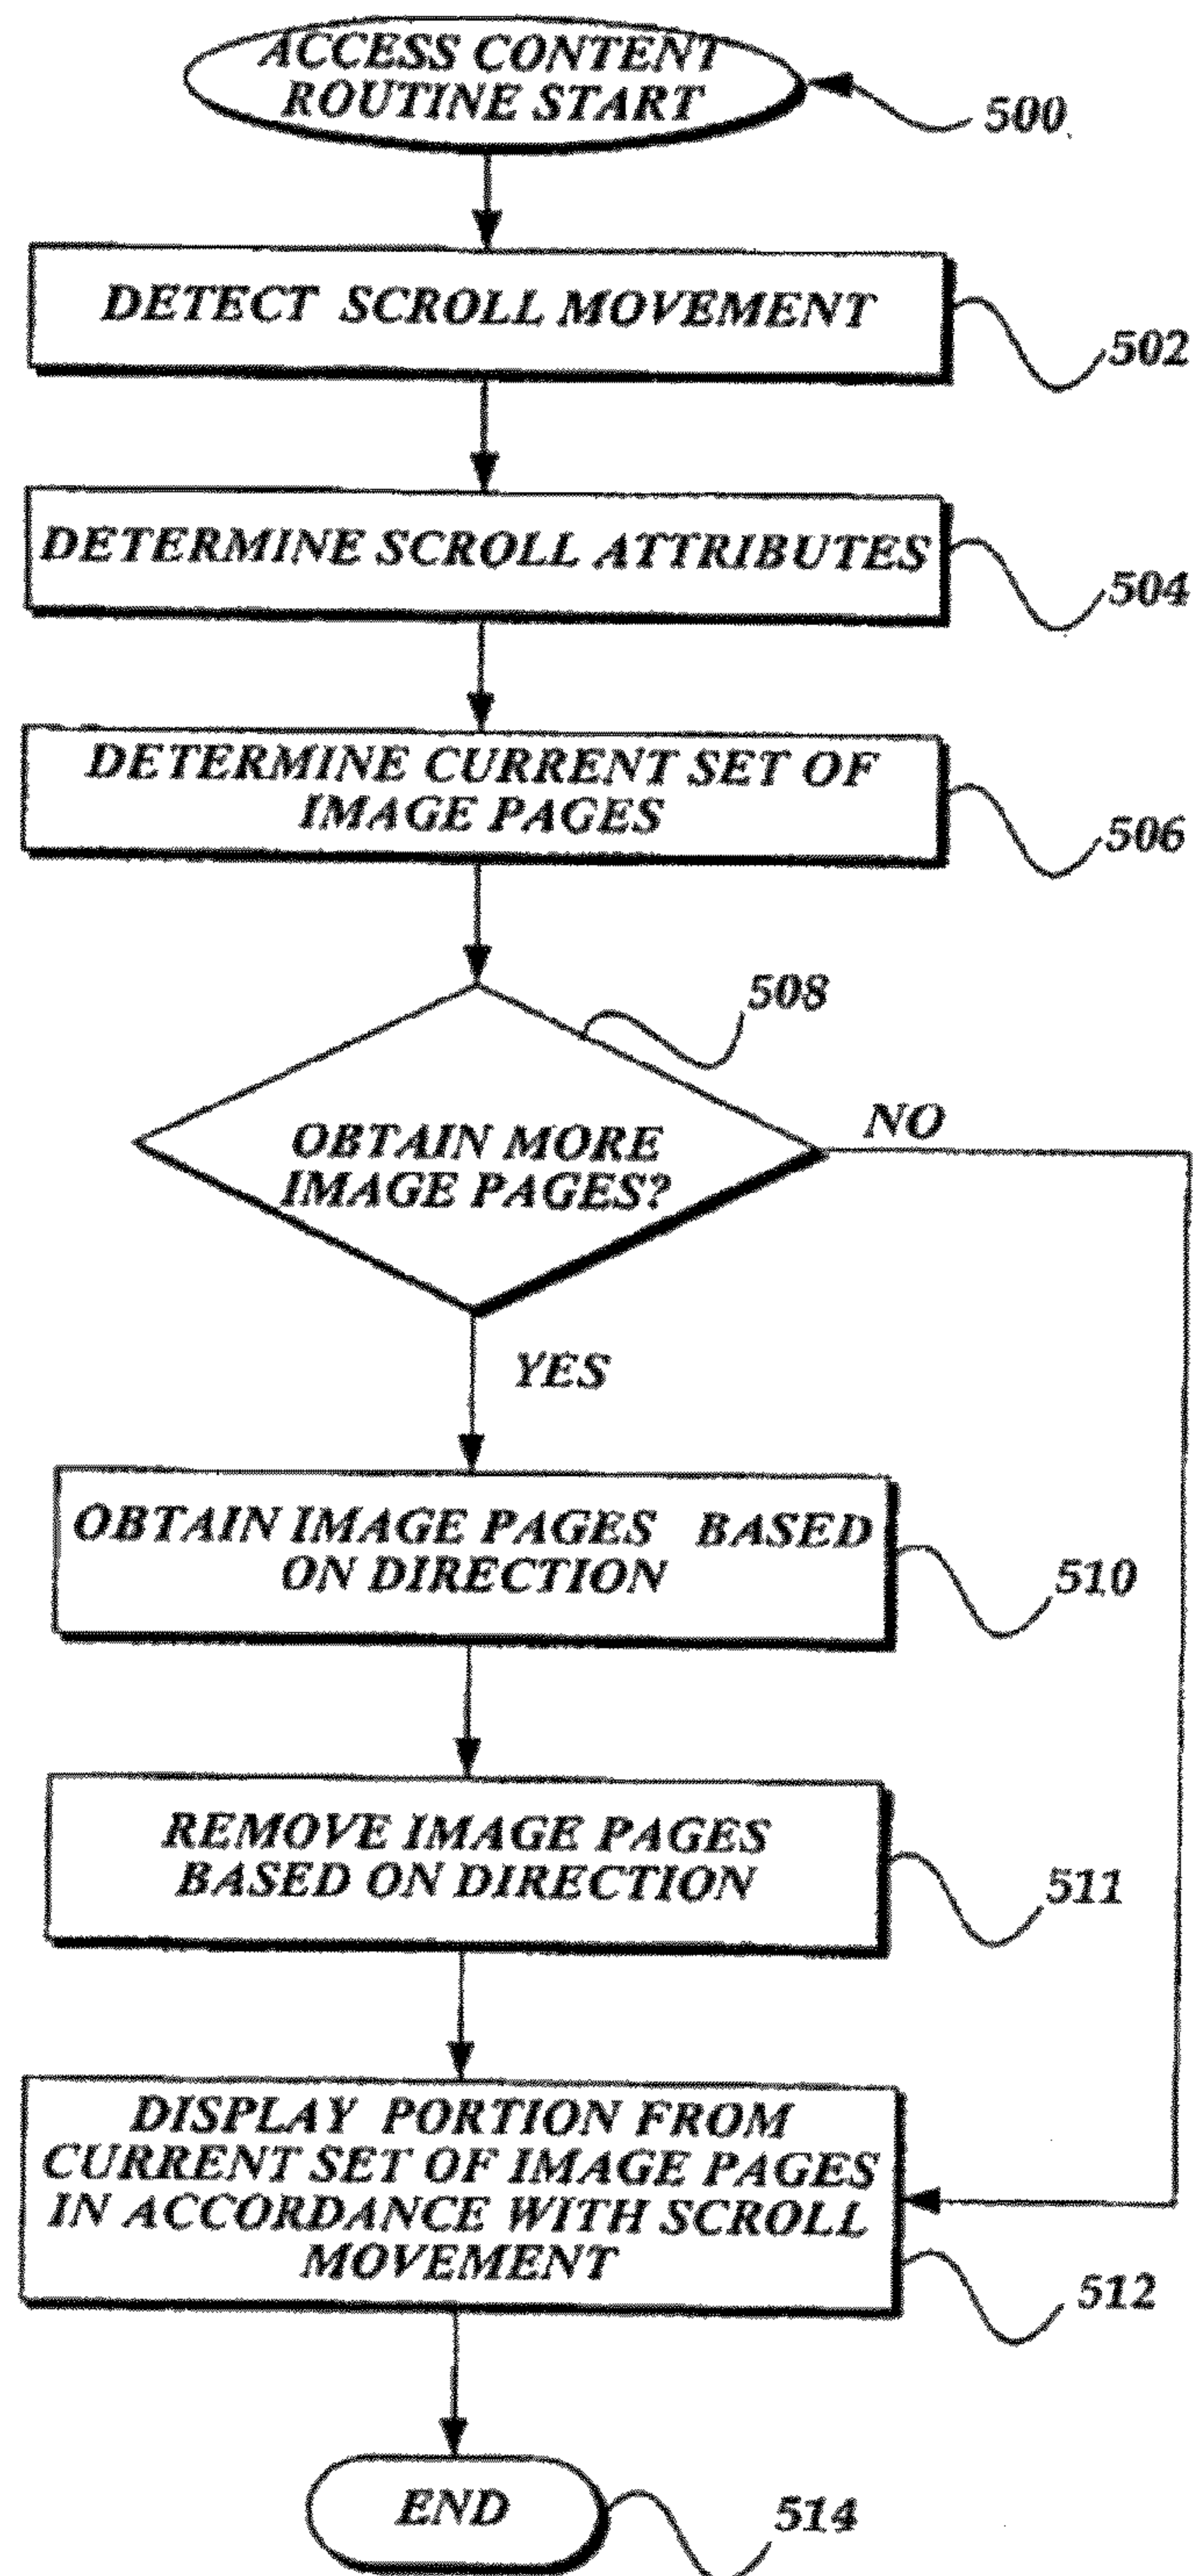 ACCESS CONTENT
ROUTINE START
500
DETECT SCROLL MOVEMENT
502
DETERMINE SCROLL ATTRIBUTES
504
DETERMINE CURRENT SET OF
IMAGE PAGES
506
508
OBTAIN MORE
IMAGE PAGES?
NO
YES
OBTAIN IMAGE PAGES BASED
ON DIRECTION
510
REMOVE IMAGE PAGES
BASED ON DIRECTION
511
DISPLAY PORTION FROM
CURRENT SET OF IMAGE PAGES
IN ACCORDANCE WITH SCROLL
MOVEMENT
512
END
514